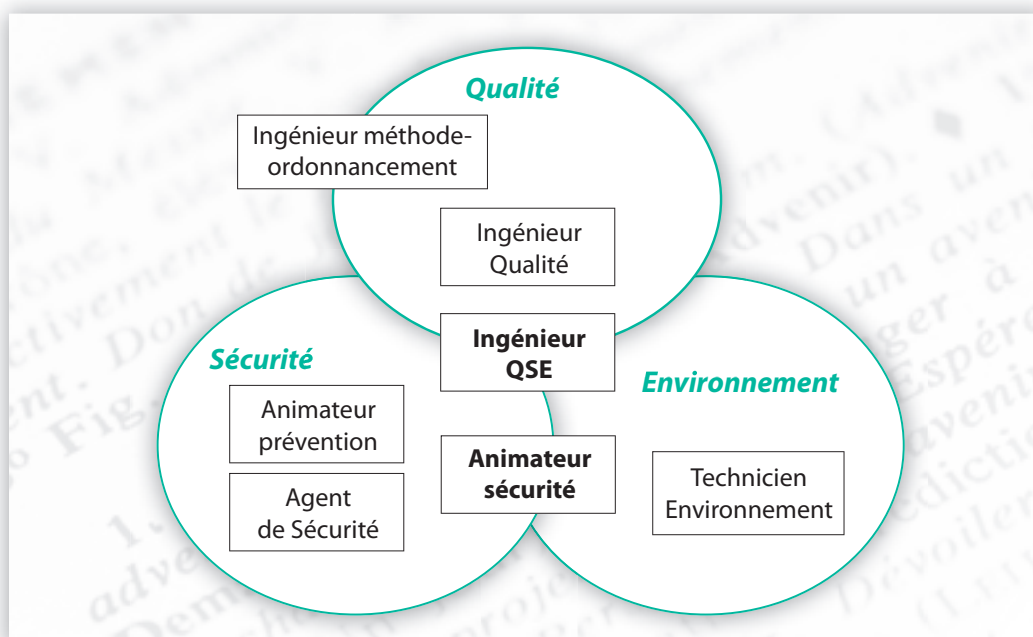 Qualité
Ingénieur méthode-
ordonnancement
Ingénieur
Qualité
Ingénieur
QSE
Sécurité
Environnement
Animateur
prévention
Animateur
sécurité
Technicien
Environnement
Agent
de Sécurité